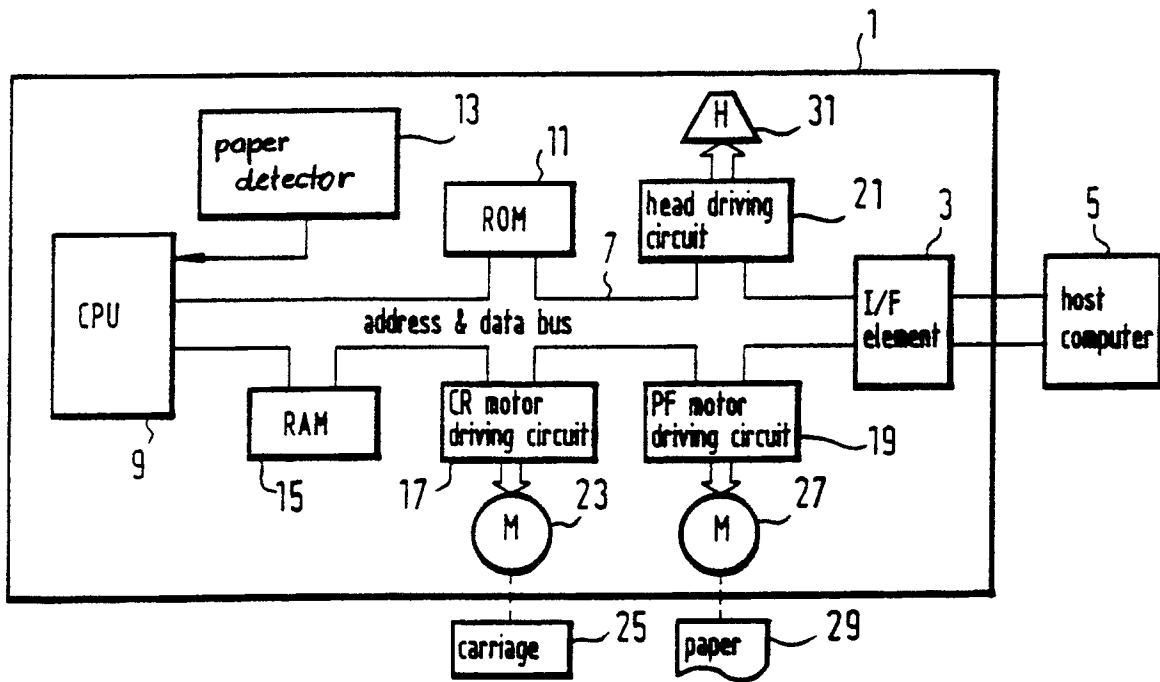 1
13
H
31
paper
detector
11
ROM
head driving
circuit
21
3
5
7
CPU
I/F
element
host
computer
address & data bus
RAM
CR motor
driving circuit
PF motor
driving circuit
19
9
15
17
M
23
M
27
carriage
25
paper
29